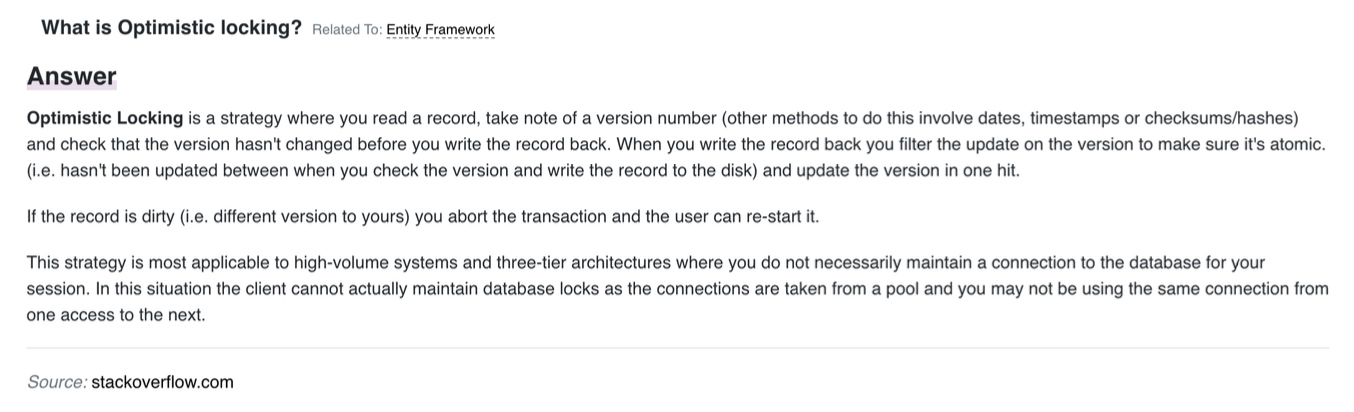 What is Optimistic locking? Related To: Entity Framework
Answer
Optimistic Locking is a strategy where you read a record, take note of a version number (other methods to do this involve dates, timestamps or checksums/hashes)
and check that the version hasn't changed before you write the record back. When you write the record back you filter the update on the version to make sure it's atomic.
(i.e. hasn't been updated between when you check the version and write the record to the disk) and update the version in one hit.
If the record is dirty (i.e. different version to yours) you abort the transaction and the user can re-start it.
This strategy is most applicable to high-volume systems and three-tier architectures where you do not necessarily maintain a connection to the database for your
session. In this situation the client cannot actually maintain database locks as the connections are taken from a pool and you may not be using the same connection from
one access to the next.
Source: stackoverflow.com